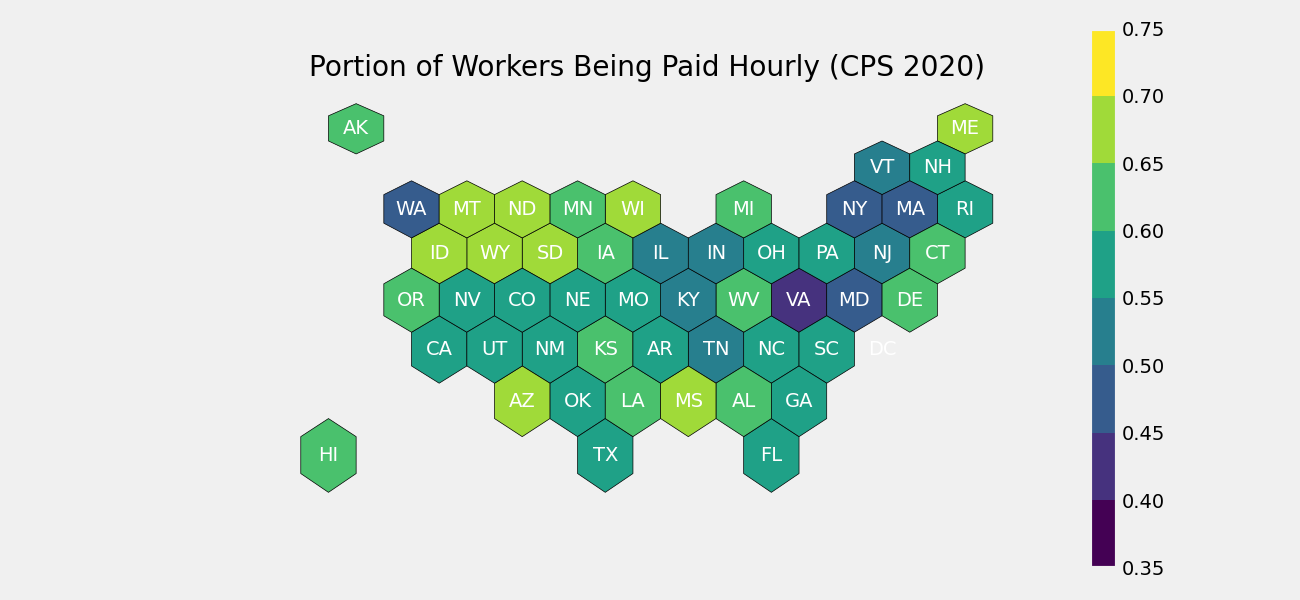 Portion of Workers Being Paid Hourly (CPS 2020)
AK ME
VT NH
WA MT ND MN WI MI NY MA RI
ID WY SD IA IL IN OH PA NJ CT
OR NV CO NE MO KY WV VA MD DE
CA UT NM KS AR TN NC SC DC
AZ OK LA MS AL GA
HI TX FL
0.75
0.70
0.65
0.60
0.55
0.50
0.45
0.40
0.35